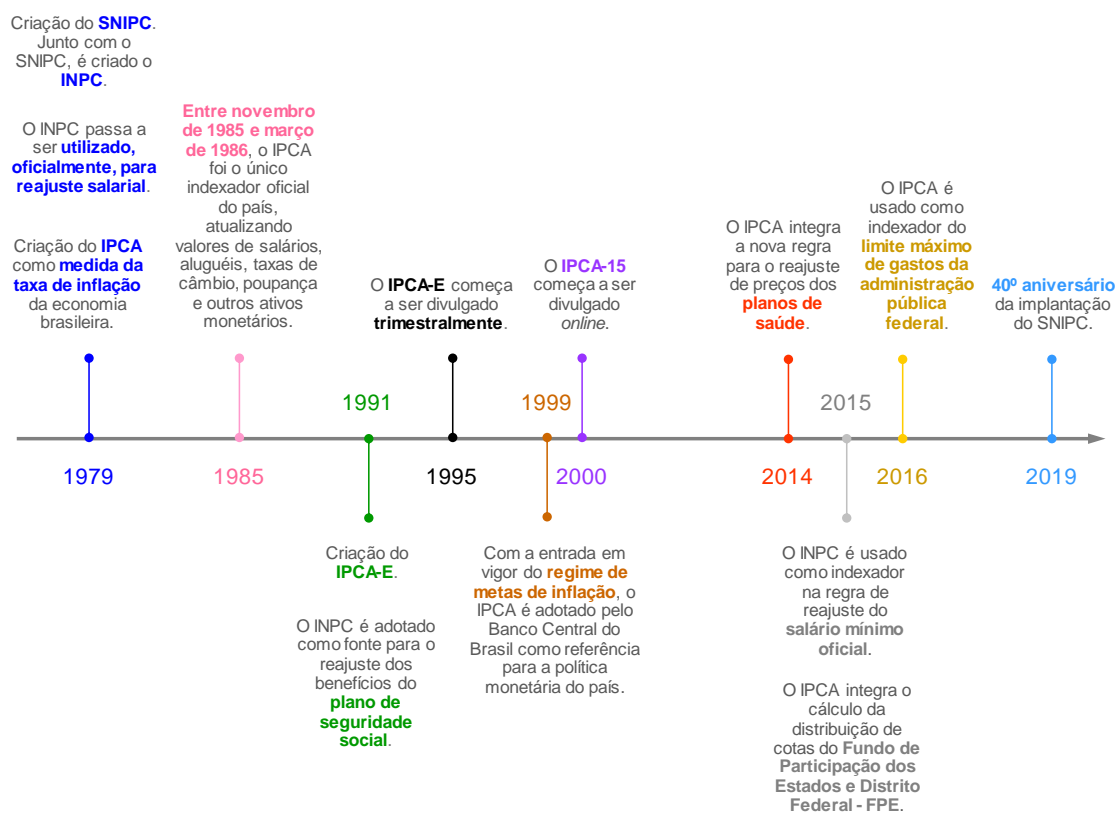 Criação do SNIPC.
Junto com o
SNIPC, é criado o
INPC.
O INPC passa a
ser utilizado,
oficialmente, para
reajuste salarial.
Criação do IPCA
como medida da
taxa de inflação
da economia
brasileira.
1979
Entre novembro
de 1985 e março
de 1986, o IPCA
foi o único
indexador oficial
do país,
atualizando
valores de salários,
aluguéis, taxas de
câmbio, poupança
e outros ativos
monetários.
1985
1991
Criação do
IPCA-E.
O INPC é adotado
como fonte para o
reajuste dos
benefícios do
plano de
seguridade
social.
O IPCA-E começa
a ser divulgado
trimestralmente.
1995
1999
Com a entrada em
vigor do regime de
metas de inflação, o
IPCA é adotado pelo
Banco Central do
Brasil como referência
para a política
monetária do país.
O IPCA-15
começa a ser
divulgado
online.
2000
O IPCA integra
a nova regra
para o reajuste
de preços dos
planos de
saúde.
2014
2015
O INPC é usado
como indexador
na regra de
reajuste do
salário mínimo
oficial.
O IPCA integra o
cálculo da
distribuição de
cotas do Fundo de
Participação dos
Estados e Distrito
Federal - FPE.
O IPCA é
usado como
indexador do
limite máximo
de gastos da
administração
pública
federal.
2016
40º aniversário
da implantação
do SNIPC.
2019